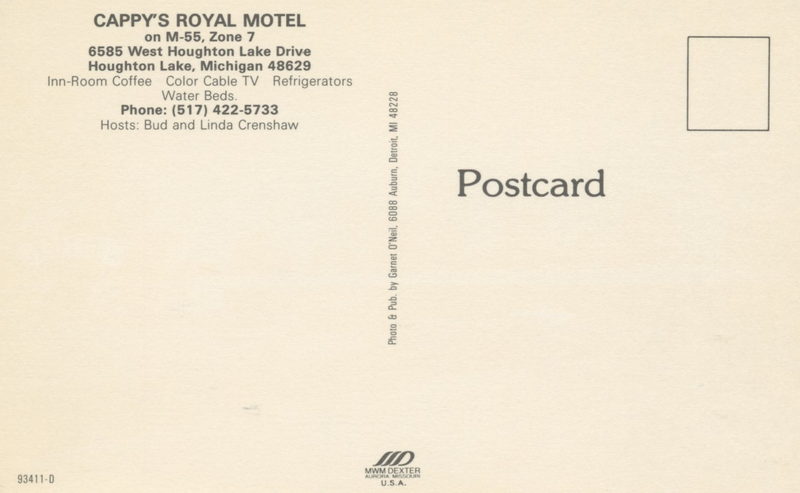 CAPPY'S ROYAL MOTEL
on M-55, Zone 7
6585 West Houghton Lake Drive
Houghton Lake, Michigan 48629
Inn-Room Coffee Color Cable TV Refrigerators
Water Beds.
Phone: (517) 422-5733
Hosts: Bud and Linda Crenshaw
Photo & Pub. by Garnet O'Neil, 6088 Auburn, Detroit, MI 48228
Postcard
93411-D
MWM DEXTER
AURORA MISSOURI
U.S.A.